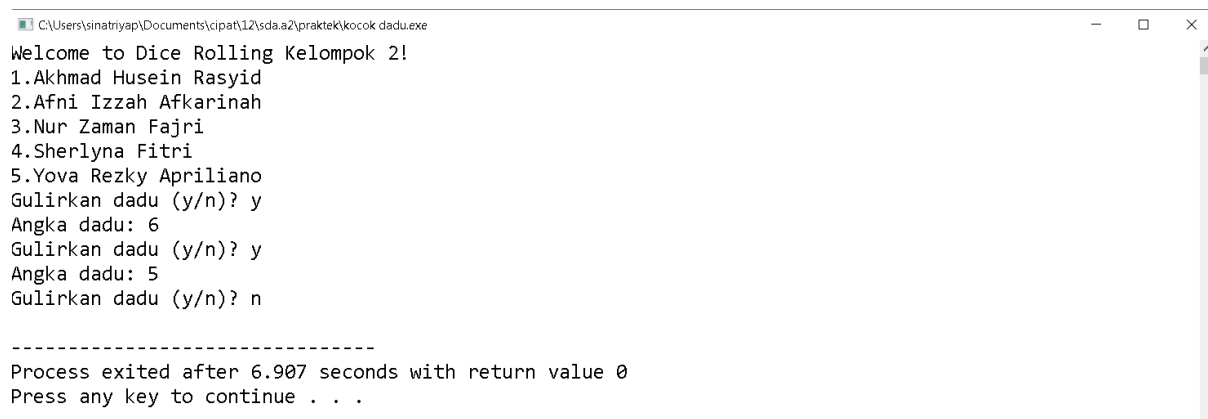 C:\Users\sinatriyap\Documents\cipat\12\sda.a2\praktek\kocok dadu.exe
Welcome to Dice Rolling Kelompok 2!
1.Akhmad Husein Rasyid
2.Afni Izzah Afkarinah
3.Nur Zaman Fajri
4.Sherlyna Fitri
5.Yova Rezky Apriliano
Gulirkan dadu (y/n)? y
Angka dadu: 6
Gulirkan dadu (y/n)? y
Angka dadu: 5
Gulirkan dadu (y/n)? n
--------------------------------
Process exited after 6.907 seconds with return value 0
Press any key to continue . . .